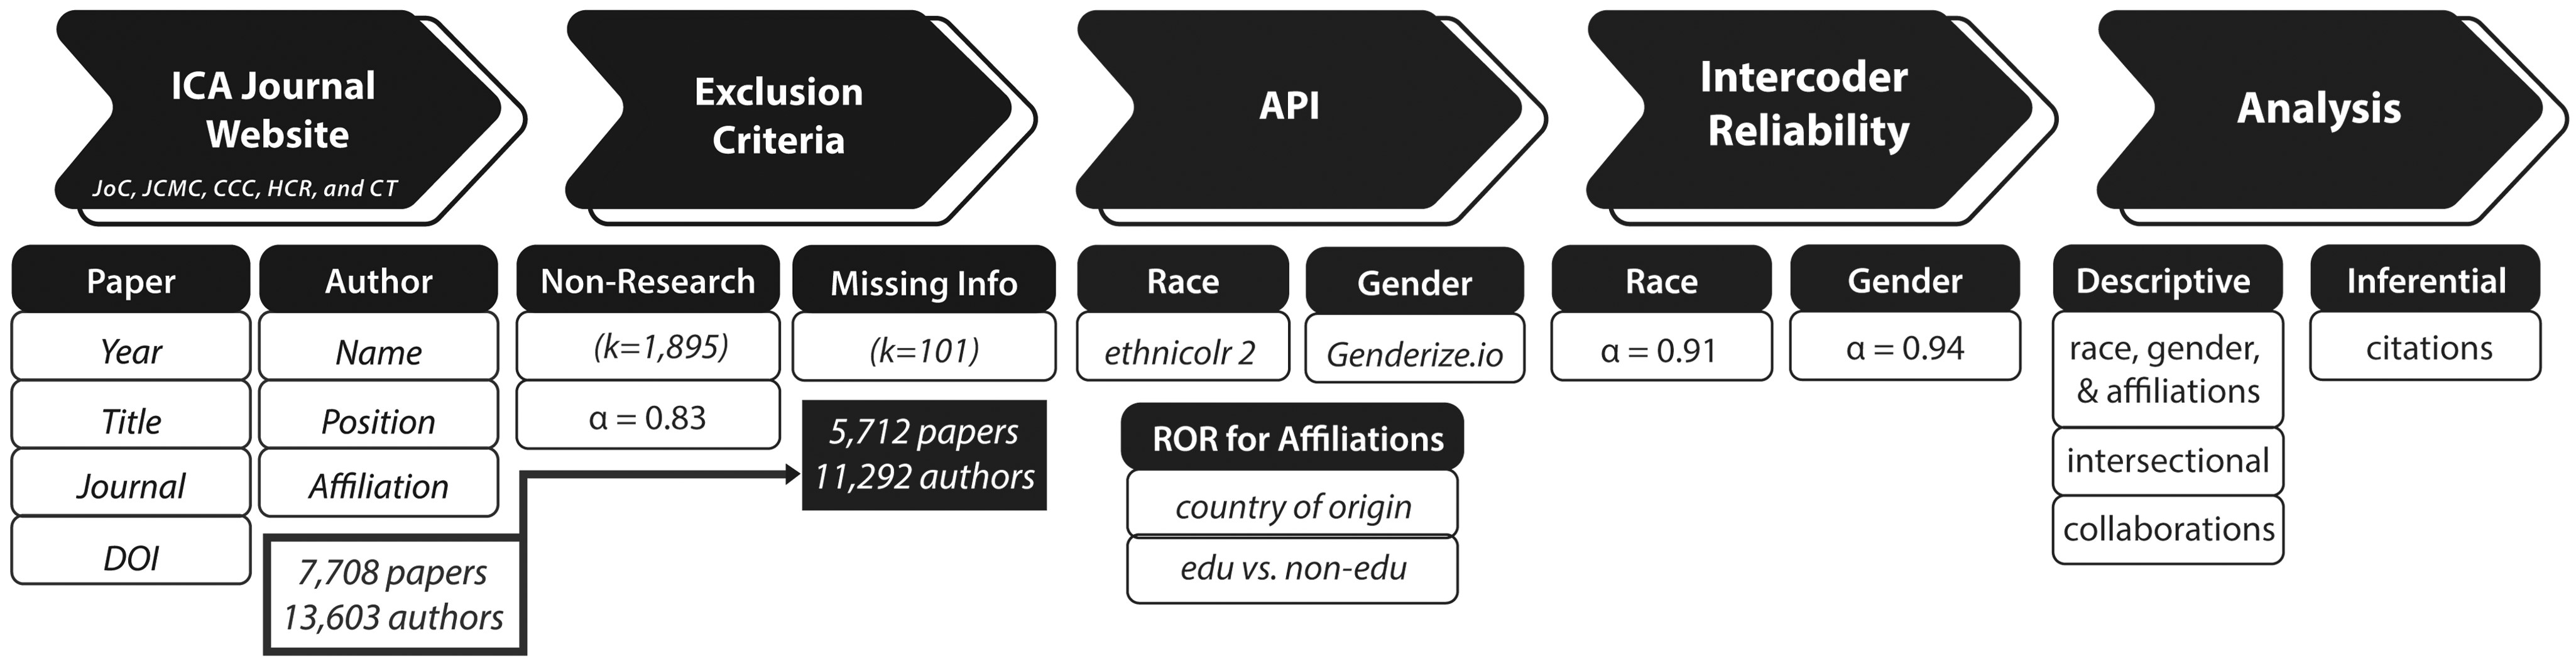 ICA Journal
Website
JoC, JCMC, CCC, HCR, and CT
Exclusion
Criteria
API
Intercoder
Reliability
Analysis
Paper
Year
Title
Journal
DOI
Author
Name
Position
Affiliation
7,708 papers
13,603 authors
Non-Research
(k=1,895)
α = 0.83
Missing Info
(k=101)
5,712 papers
11,292 authors
Race
ethnicolr 2
Gender
Genderize.io
ROR for Affiliations
country of origin
edu vs. non-edu
Race
α = 0.91
Gender
α = 0.94
Descriptive
race, gender,
& affiliations
intersectional
collaborations
Inferential
citations